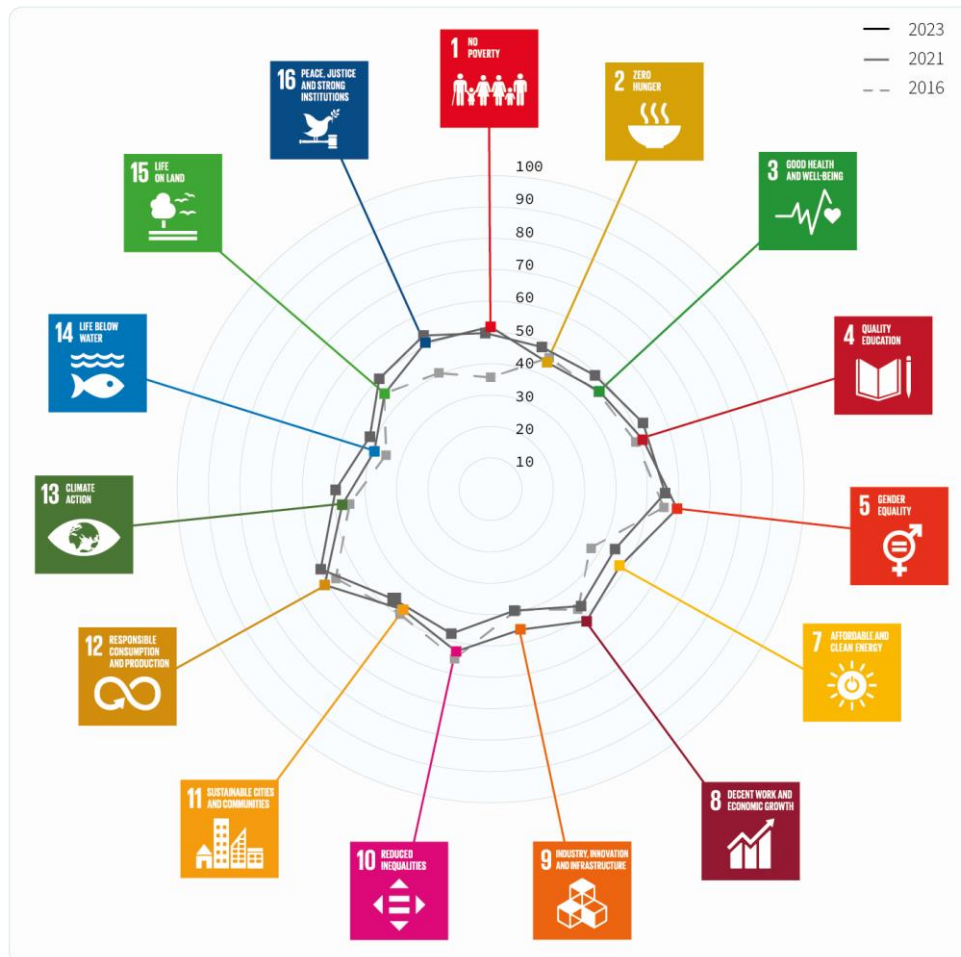 2023
2021
2016
1 NO
POVERTY
2 ZERO
HUNGER
3 GOOD HEALTH
AND WELL-BEING
4 QUALITY
EDUCATION
5 GENDER
EQUALITY
7 AFFORDABLE AND
CLEAN ENERGY
8 DECENT WORK AND
ECONOMIC GROWTH
9 INDUSTRY, INNOVATION
AND INFRASTRUCTURE
10 REDUCED
INEQUALITIES
11 SUSTAINABLE CITIES
AND COMMUNITIES
12 RESPONSIBLE
CONSUMPTION
AND PRODUCTION
13 CLIMATE
ACTION
14 LIFE BELOW
WATER
15 LIFE
ON LAND
16 PEACE, JUSTICE
AND STRONG
INSTITUTIONS
100
90
80
70
60
50
40
30
20
10